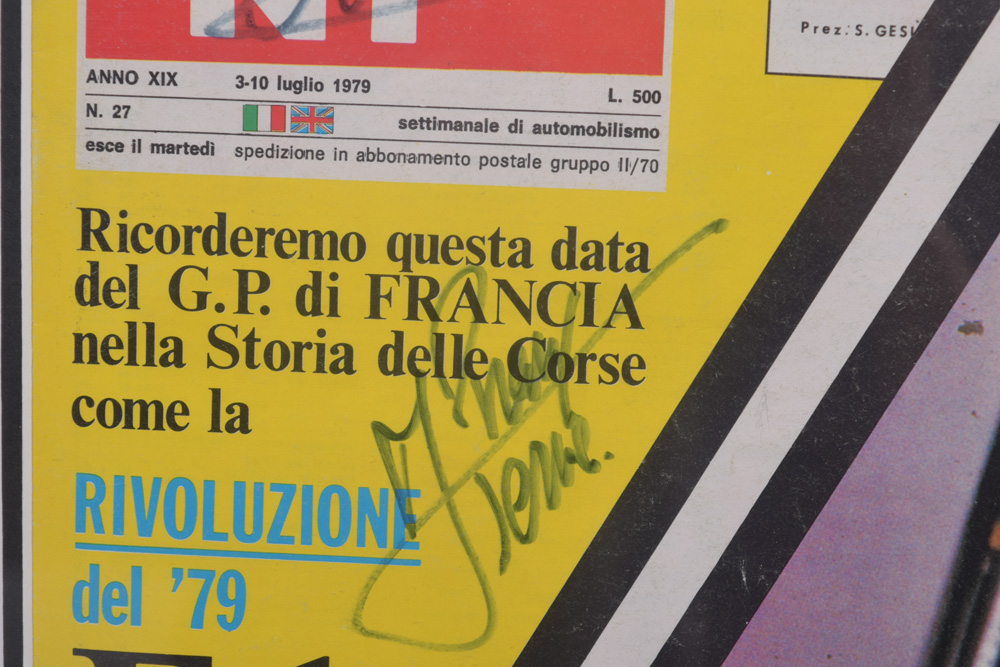 Prez. S. GESÙ
ANNO XIX 3-10 luglio 1979 L. 500
N. 27 settimanale di automobilismo
esce il martedì spedizione in abbonamento postale gruppo II/70
Ricorderemo questa data
del G.P. di FRANCIA
nella Storia delle Corse
come la
RIVOLUZIONE
del '79